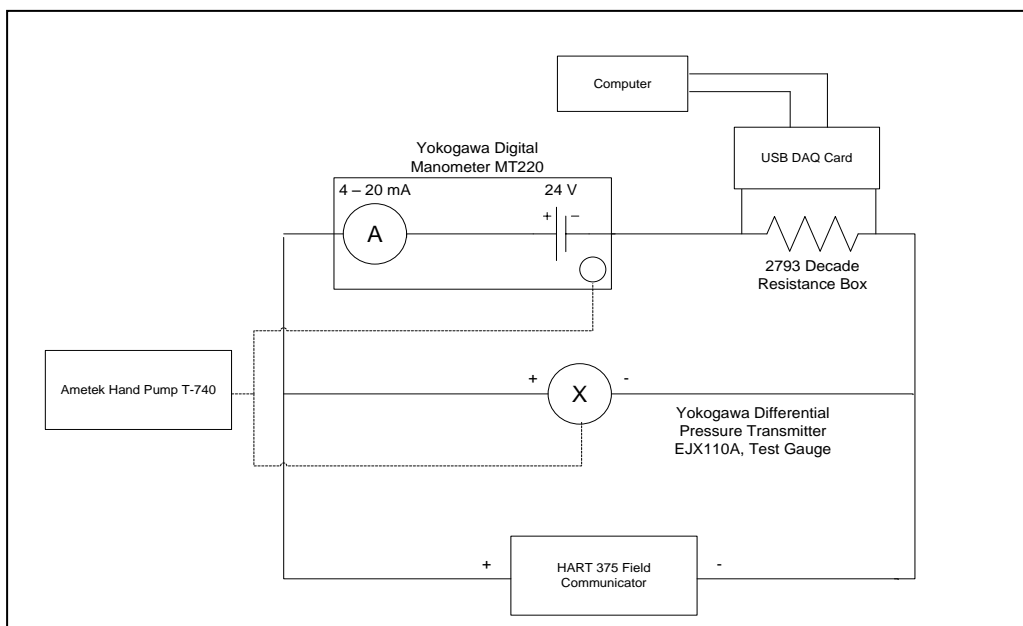 Computer
USB DAQ Card
Yokogawa Digital
Manometer MT220
4 – 20 mA
24 V
+
–
A
2793 Decade
Resistance Box
Ametek Hand Pump T-740
+
X
-
Yokogawa Differential
Pressure Transmitter
EJX110A, Test Gauge
+
HART 375 Field
Communicator
-
-